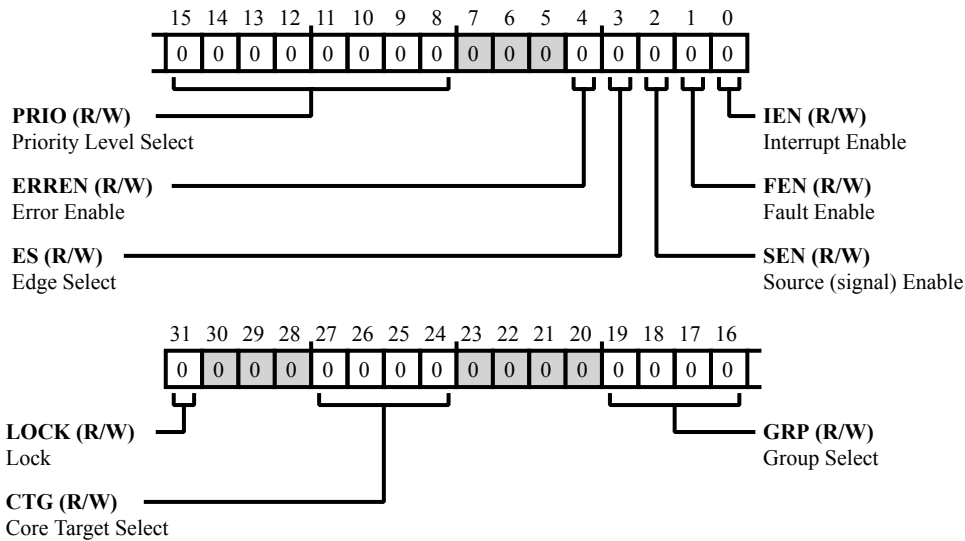 15 14 13 12 11 10 9 8 7 6 5 4 3 2 1 0
0 0 0 0 0 0 0 0 0 0 0 0 0 0 0 0
PRIO (R/W)
Priority Level Select
IEN (R/W)
Interrupt Enable
ERREN (R/W)
Error Enable
FEN (R/W)
Fault Enable
ES (R/W)
Edge Select
SEN (R/W)
Source (signal) Enable
31 30 29 28 27 26 25 24 23 22 21 20 19 18 17 16
0 0 0 0 0 0 0 0 0 0 0 0 0 0 0 0
LOCK (R/W)
Lock
GRP (R/W)
Group Select
CTG (R/W)
Core Target Select